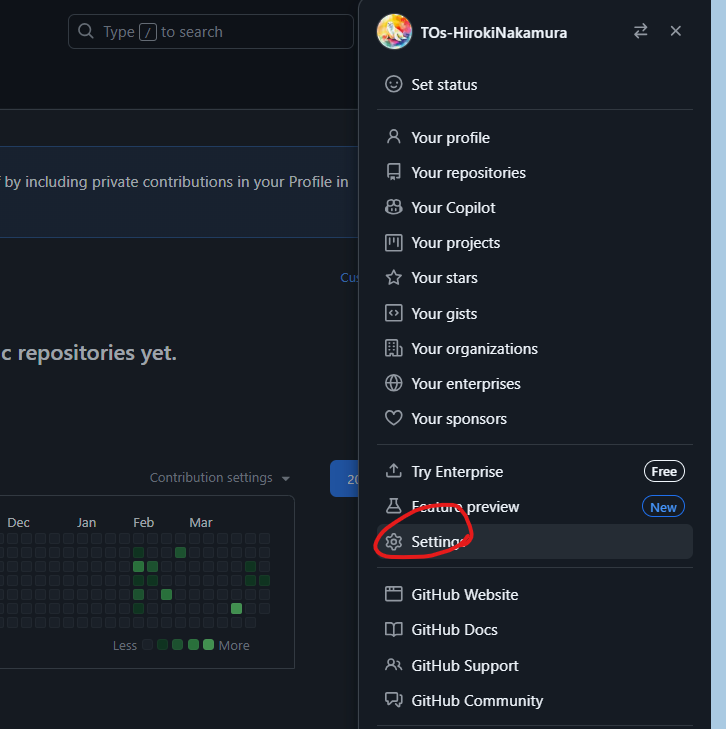 Type / to search
TOs-HirokiNakamura
Set status
by including private contributions in your Profile in
Your profile
Your repositories
Your Copilot
Your projects
Your stars
Your gists
Your organizations
Your enterprises
Your sponsors
Cus
c repositories yet.
Contribution settings
20
Try Enterprise Free
Feature preview New
Settings
Dec Jan Feb Mar
Less More
GitHub Website
GitHub Docs
GitHub Support
GitHub Community